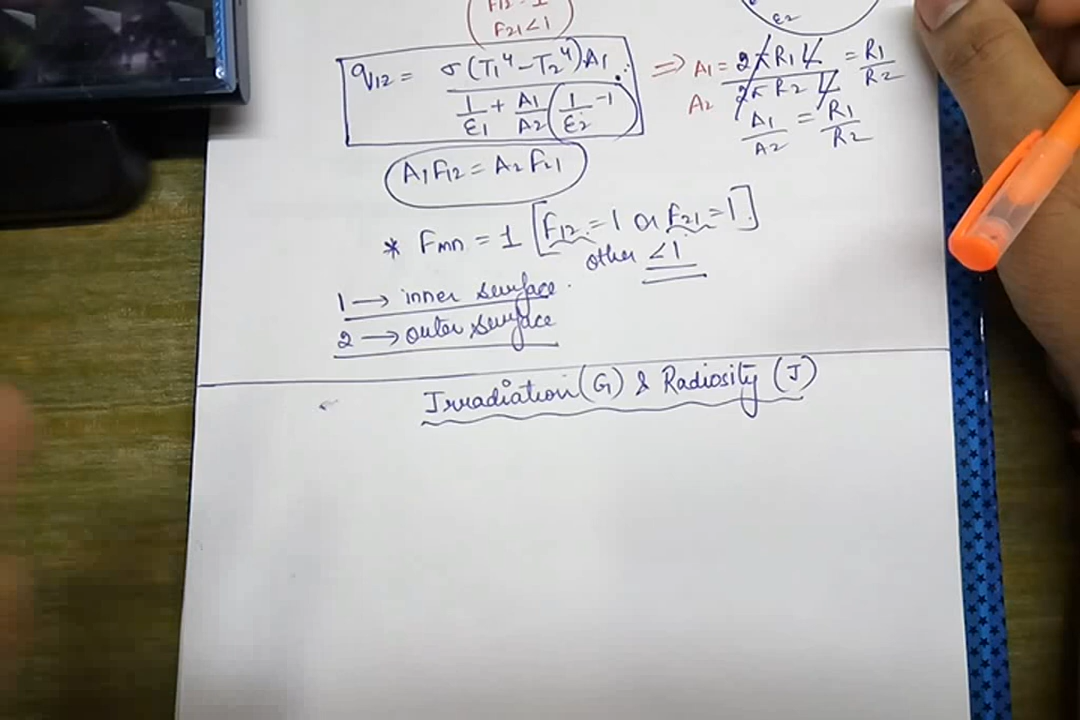 F21<1
ε2
q12 = σ(T1⁴-T2⁴)A1 / 1/ε1 + A1/A2 (1/ε2 -1)
=> A1/A2 = 2πR1L/2πR2L = R1/R2
A1/A2 = R1/R2
A1F12 = A2F21
* Fmn = 1 [F12 = 1 or F21 = 1]
other <1
1 → inner surface.
2 → outer surface
Irradiation (G) & Radiosity (J)